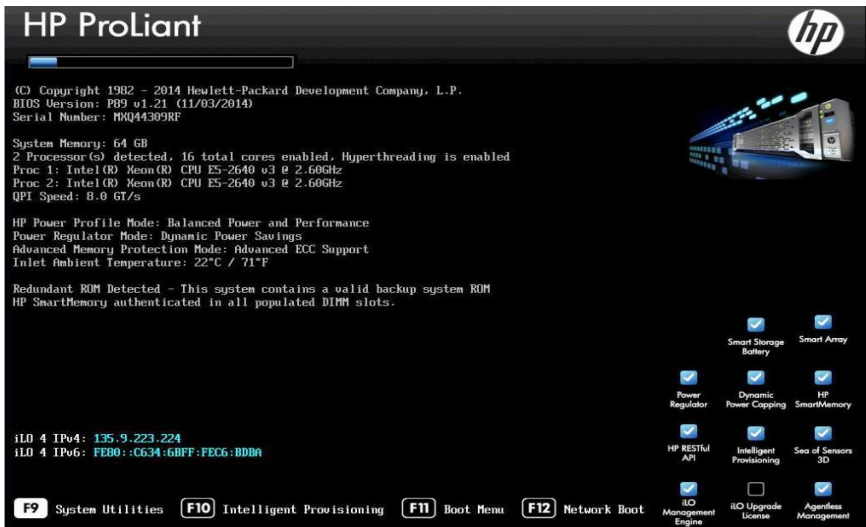 HP ProLiant
hp
(C) Copyright 1982 - 2014 Hewlett-Packard Development Company, L.P.
BIOS Version: P89 v1.21 (11/03/2014)
Serial Number: MXQ44309RF
System Memory: 64 GB
2 Processor(s) detected, 16 total cores enabled, Hyperthreading is enabled
Proc 1: Intel(R) Xeon(R) CPU E5-2640 v3 @ 2.60GHz
Proc 2: Intel(R) Xeon(R) CPU E5-2640 v3 @ 2.60GHz
QPI Speed: 8.0 GT/s
HP Power Profile Mode: Balanced Power and Performance
Power Regulator Mode: Dynamic Power Savings
Advanced Memory Protection Mode: Advanced ECC Support
Inlet Ambient Temperature: 22°C / 71°F
Redundant ROM Detected - This system contains a valid backup system ROM
HP SmartMemory authenticated in all populated DIMM slots.
Smart Storage
Battery
Smart Array
Power
Regulator
Dynamic
Power Capping
HP
SmartMemory
iLO 4 IPv4: 135.9.223.224
iLO 4 IPv6: FE80::C634:6BFF:FEC6:BDBA
HP RESTful
API
Intelligent
Provisioning
Sea of Sensors
3D
iLO
Management
Engine
iLO Upgrade
License
Agentless
Management
F9 System Utilities F10 Intelligent Provisioning F11 Boot Menu F12 Network Boot